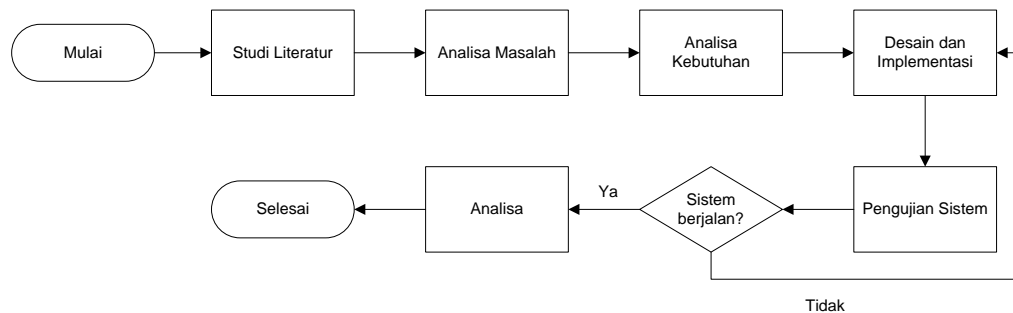 Mulai
Studi Literatur
Analisa Masalah
Analisa
Kebutuhan
Desain dan
Implementasi
Pengujian Sistem
Sistem
berjalan?
Ya
Analisa
Selesai
Tidak